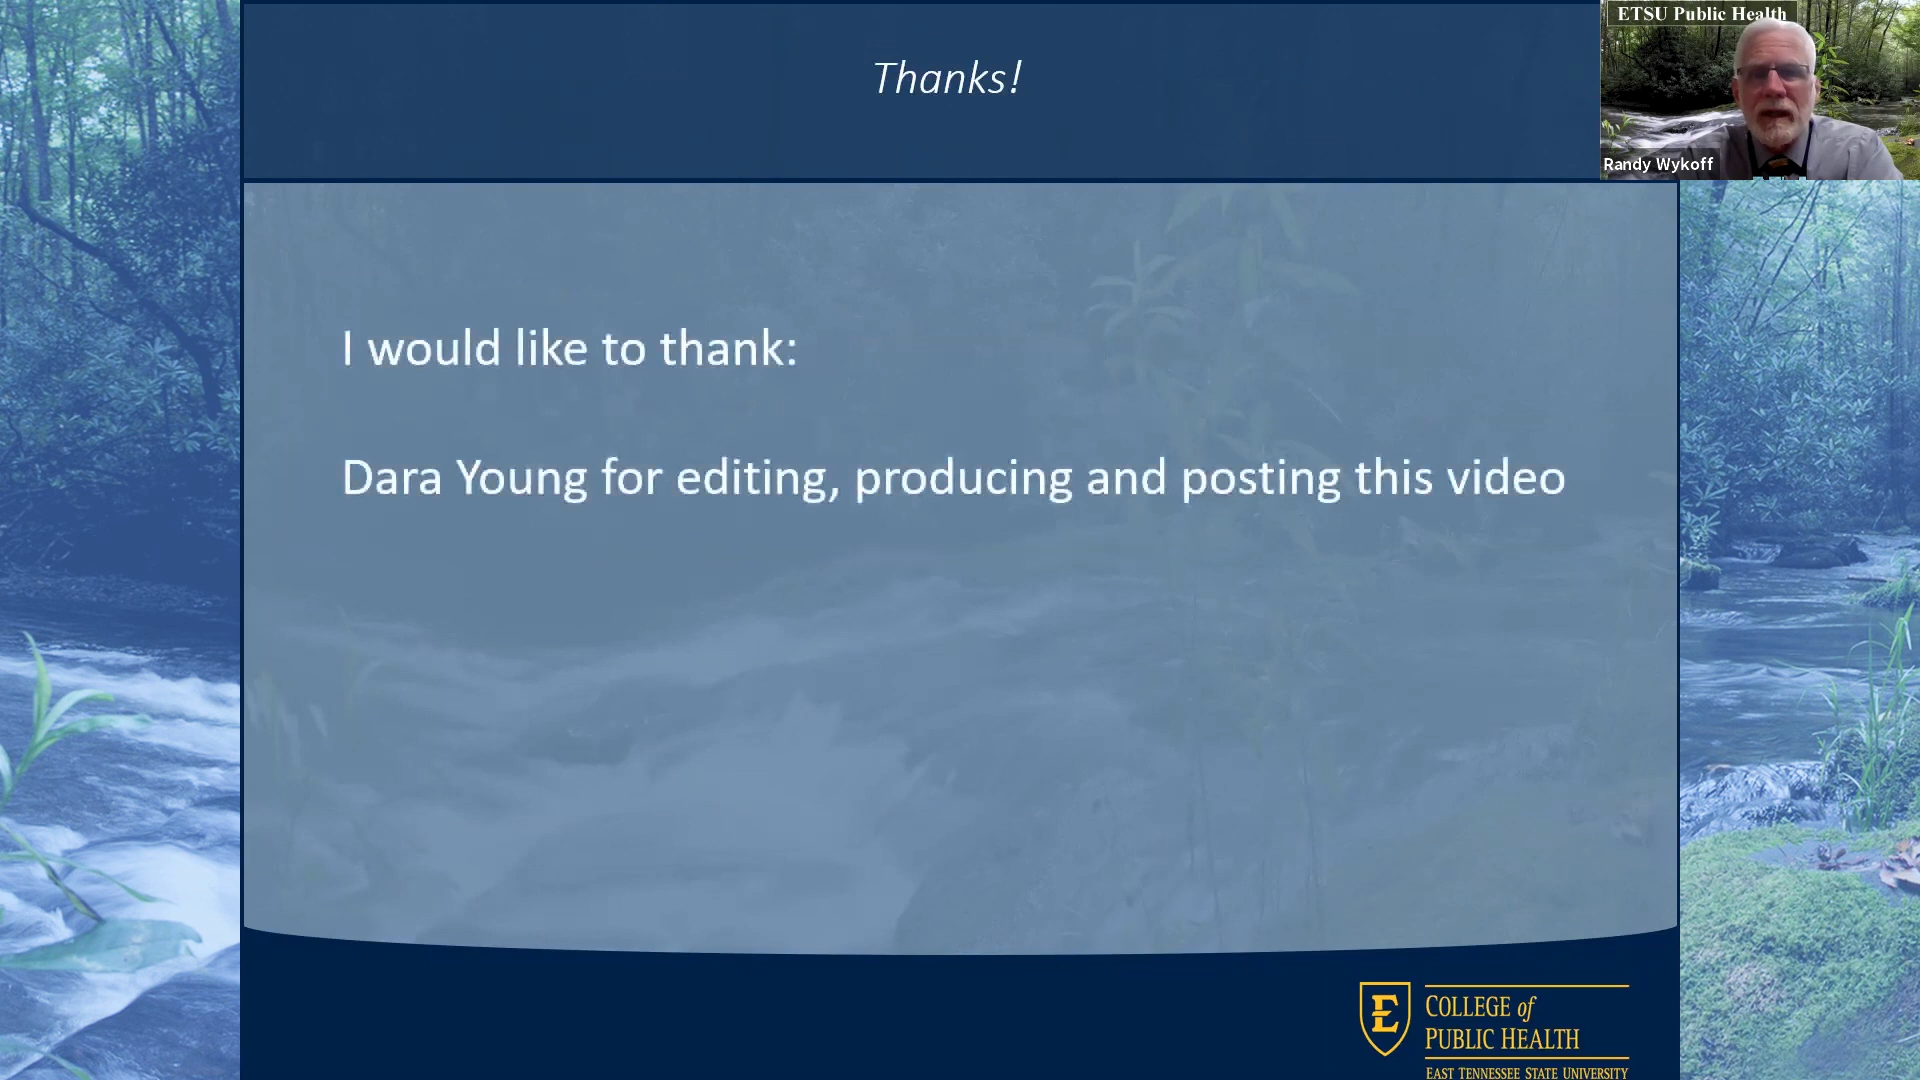 Thanks!
ETSU Public Health
Randy Wykoff
I would like to thank:
Dara Young for editing, producing and posting this video
E
COLLEGE of
PUBLIC HEALTH
EAST TENNESSEE STATE UNIVERSITY